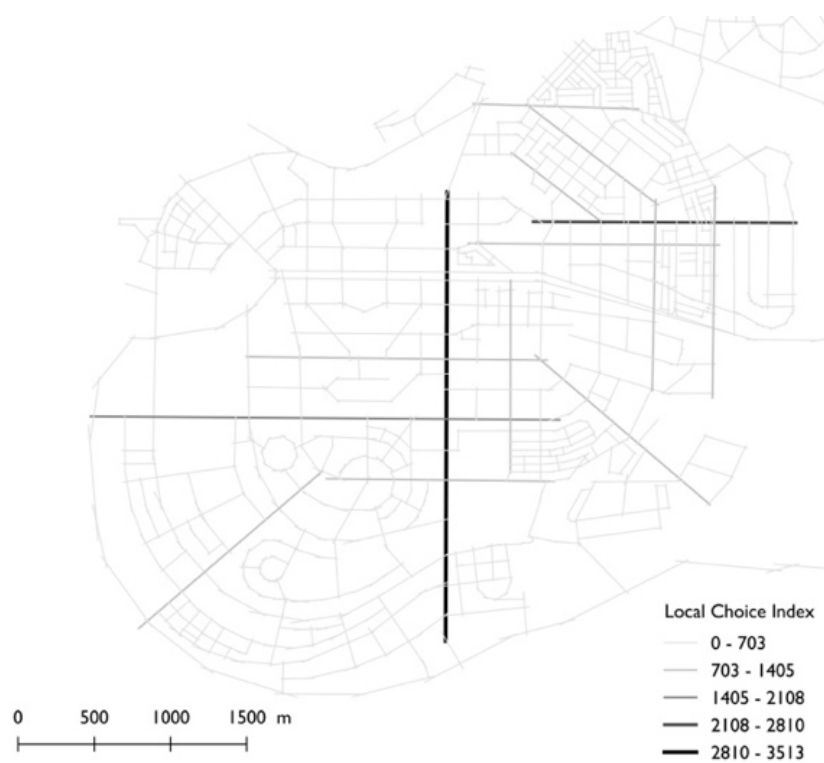 Local Choice Index
0 - 703
703 - 1405
1405 - 2108
2108 - 2810
2810 - 3513
0 500 1000 1500 m